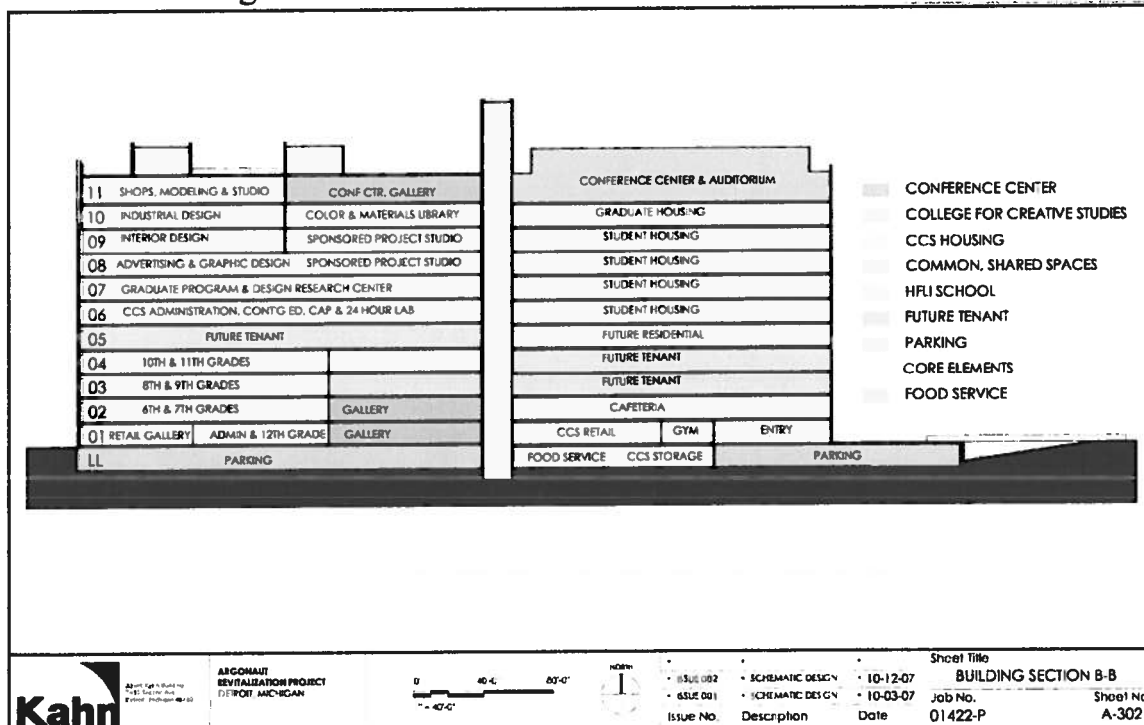 11 SHOPS, MODELING & STUDIO CONF CTR, GALLERY
10 INDUSTRIAL DESIGN COLOR & MATERIALS LIBRARY
09 INTERIOR DESIGN SPONSORED PROJECT STUDIO
08 ADVERTISING & GRAPHIC DESIGN SPONSORED PROJECT STUDIO
07 GRADUATE PROGRAM & DESIGN RESEARCH CENTER
06 CCS ADMINISTRATION, CONTG ED, CAP & 24 HOUR LAB
05 FUTURE TENANT
04 10TH & 11TH GRADES
03 8TH & 9TH GRADES
02 6TH & 7TH GRADES GALLERY
01 RETAIL GALLERY ADMIN & 12TH GRADE GALLERY
LL PARKING
CONFERENCE CENTER & AUDITORIUM
GRADUATE HOUSING
STUDENT HOUSING
STUDENT HOUSING
STUDENT HOUSING
STUDENT HOUSING
FUTURE RESIDENTIAL
FUTURE TENANT
FUTURE TENANT
CAFETERIA
CCS RETAIL GYM ENTRY
FOOD SERVICE CCS STORAGE PARKING
CONFERENCE CENTER
COLLEGE FOR CREATIVE STUDIES
CCS HOUSING
COMMON, SHARED SPACES
HFLI SCHOOL
FUTURE TENANT
PARKING
CORE ELEMENTS
FOOD SERVICE
Kahn
ARGONAUT
REVITALIZATION PROJECT
DETROIT, MICHIGAN
0 40'-0" 80'-0"
1" = 40'-0"
NORTH
• ISSUE 002 • SCHEMATIC DESIGN • 10-12-07
• ISSUE 001 • SCHEMATIC DESIGN • 10-03-07
Issue No. Description Date
Sheet Title
BUILDING SECTION B-B
Job No. Sheet No
01422-P A-302